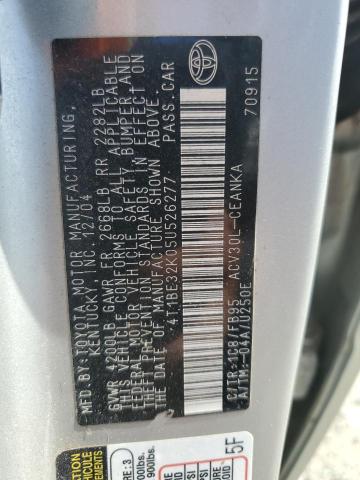 MFD. BY: TOYOTA MOTOR MANUFACTURING,
KENTUCKY, INC. 12/04
GVWR 4200LB GAWR FR 2668LB RR 2282LB
THIS VEHICLE CONFORMS TO ALL APPLICABLE
FEDERAL MOTOR VEHICLE SAFETY, BUMPER, AND
THEFT PREVENTION STANDARDS IN EFFECT ON
THE DATE OF MANUFACTURE SHOWN ABOVE.
4T1BE32K05U526277 PASS. CAR
C/TR: 1C8/FB95 ACV30L-CEANKA
A/TM: -04A/U250E
70915
5F